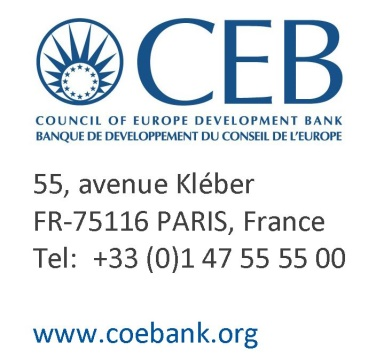 CEB
COUNCIL OF EUROPE DEVELOPMENT BANK
BANQUE DE DEVELOPPEMENT DU CONSEIL DE L'EUROPE
55, avenue Kléber
FR-75116 PARIS, France
Tel:  +33 (0)1 47 55 55 00
www.coebank.org